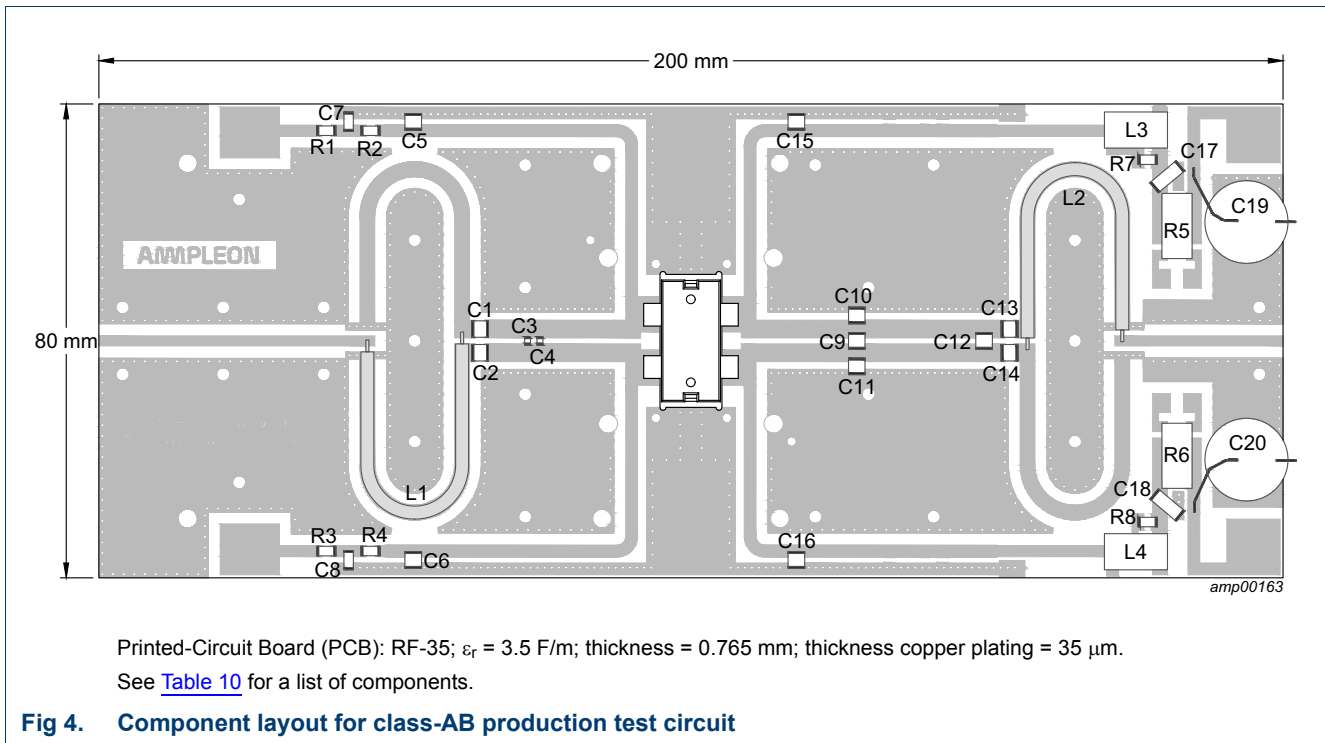 200 mm
80 mm
C7
R1
R2
C5
C15
L3
R7
C17
C19
L2
R5
AMPLEON
C1
C3
C4
C2
C10
C9
C11
C13
C12
C14
L1
R6
C20
C18
R8
R3
R4
C8
C6
C16
L4
amp00163
Printed-Circuit Board (PCB): RF-35; εr = 3.5 F/m; thickness = 0.765 mm; thickness copper plating = 35 μm.
See Table 10 for a list of components.
Fig 4. Component layout for class-AB production test circuit